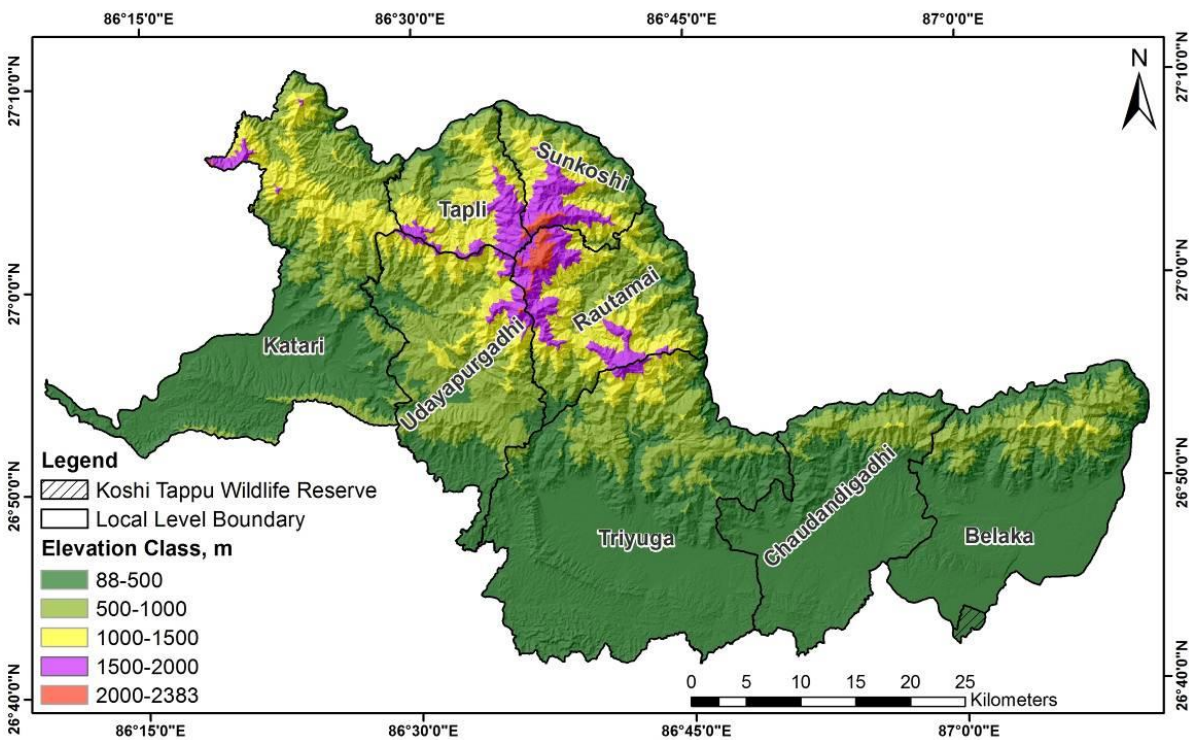 86°15'0"E 86°30'0"E 86°45'0"E 87°0'0"E
27°10'0"N
27°10'0"N
N
Sunkoshi
Tapli
27°0'0"N
27°0'0"N
Rautamai
Katari
Udayapurgadhi
26°50'0"N
26°50'0"N
Triyuga
Chaudandigadhi
Belaka
Legend
Koshi Tappu Wildlife Reserve
Local Level Boundary
Elevation Class, m
88-500
500-1000
1000-1500
1500-2000
2000-2383
0 5 10 15 20 25
Kilometers
26°40'0"N
26°40'0"N
86°15'0"E 86°30'0"E 86°45'0"E 87°0'0"E